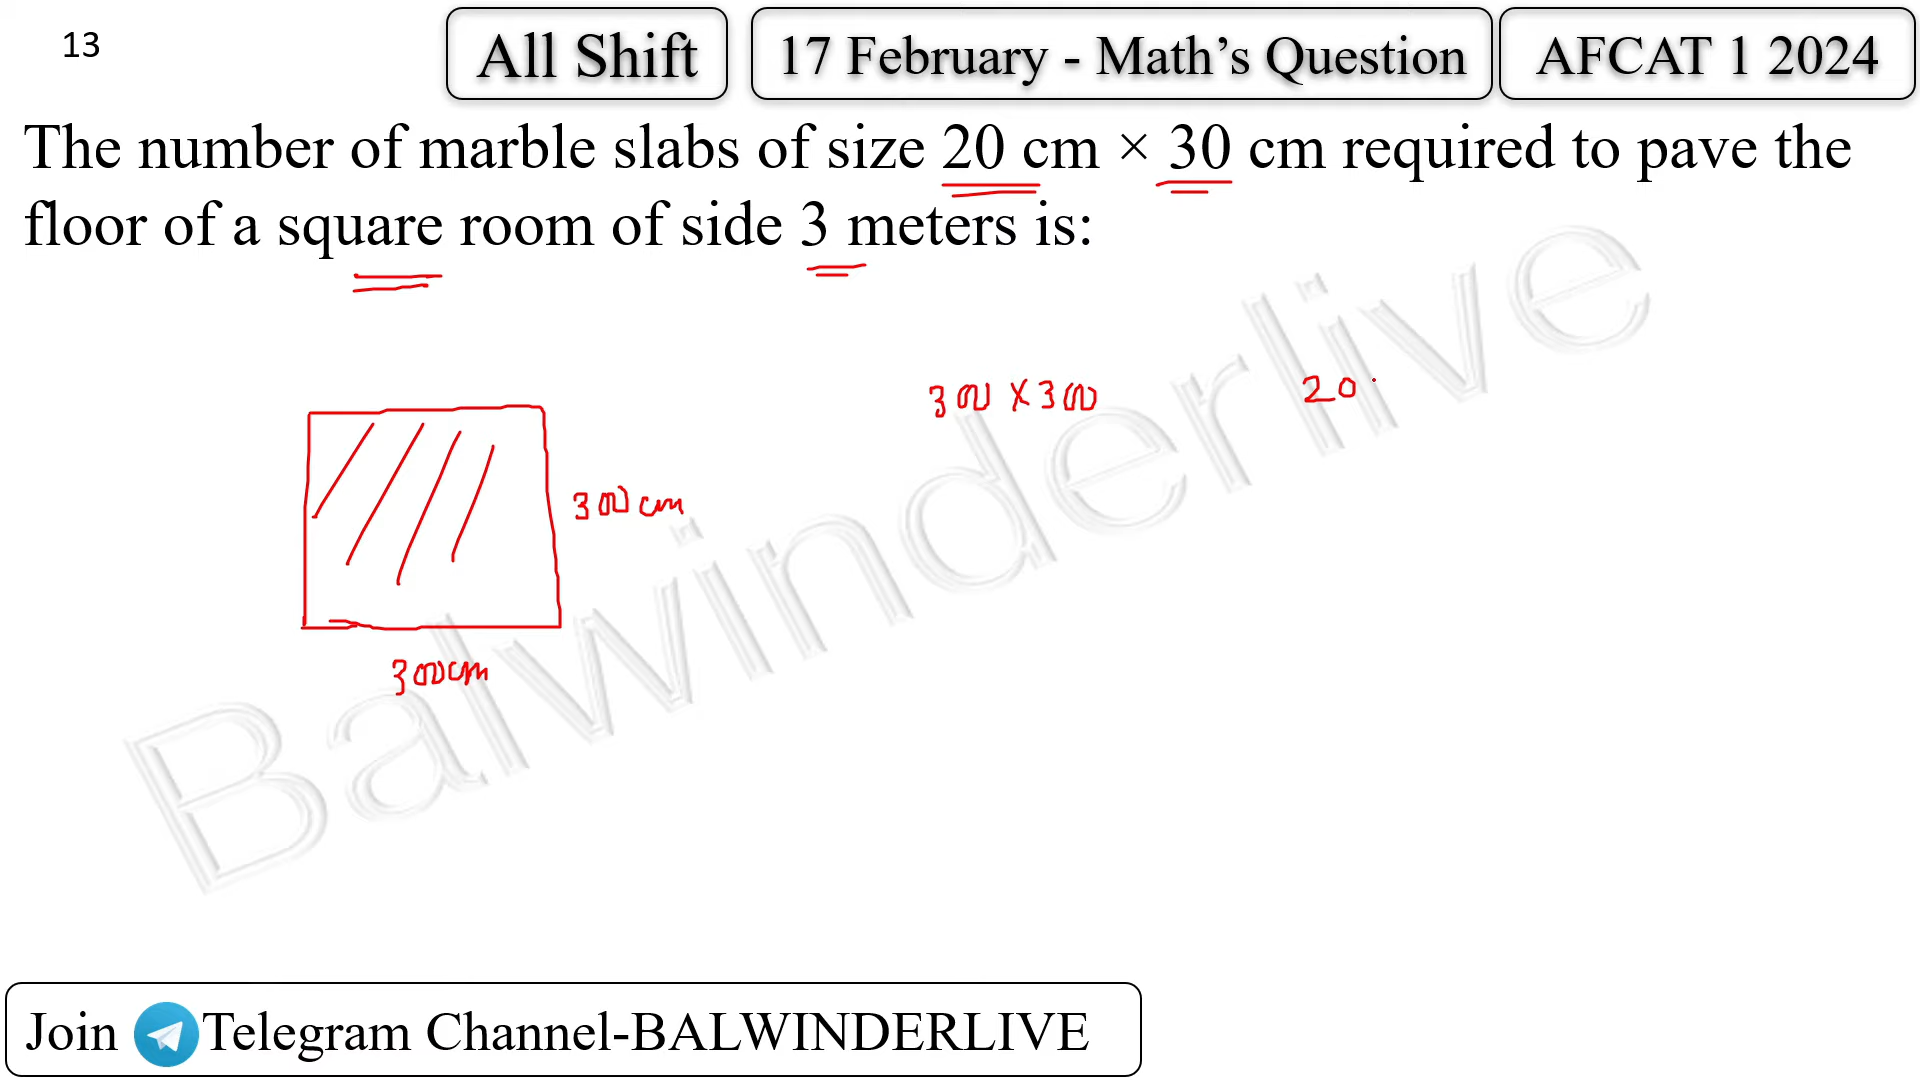 13
All Shift
17 February - Math’s Question
AFCAT 1 2024
The number of marble slabs of size 20 cm × 30 cm required to pave the
floor of a square room of side 3 meters is:
300 × 300
20
300 cm
300 cm
Balwinderlive
Join Telegram Channel-BALWINDERLIVE